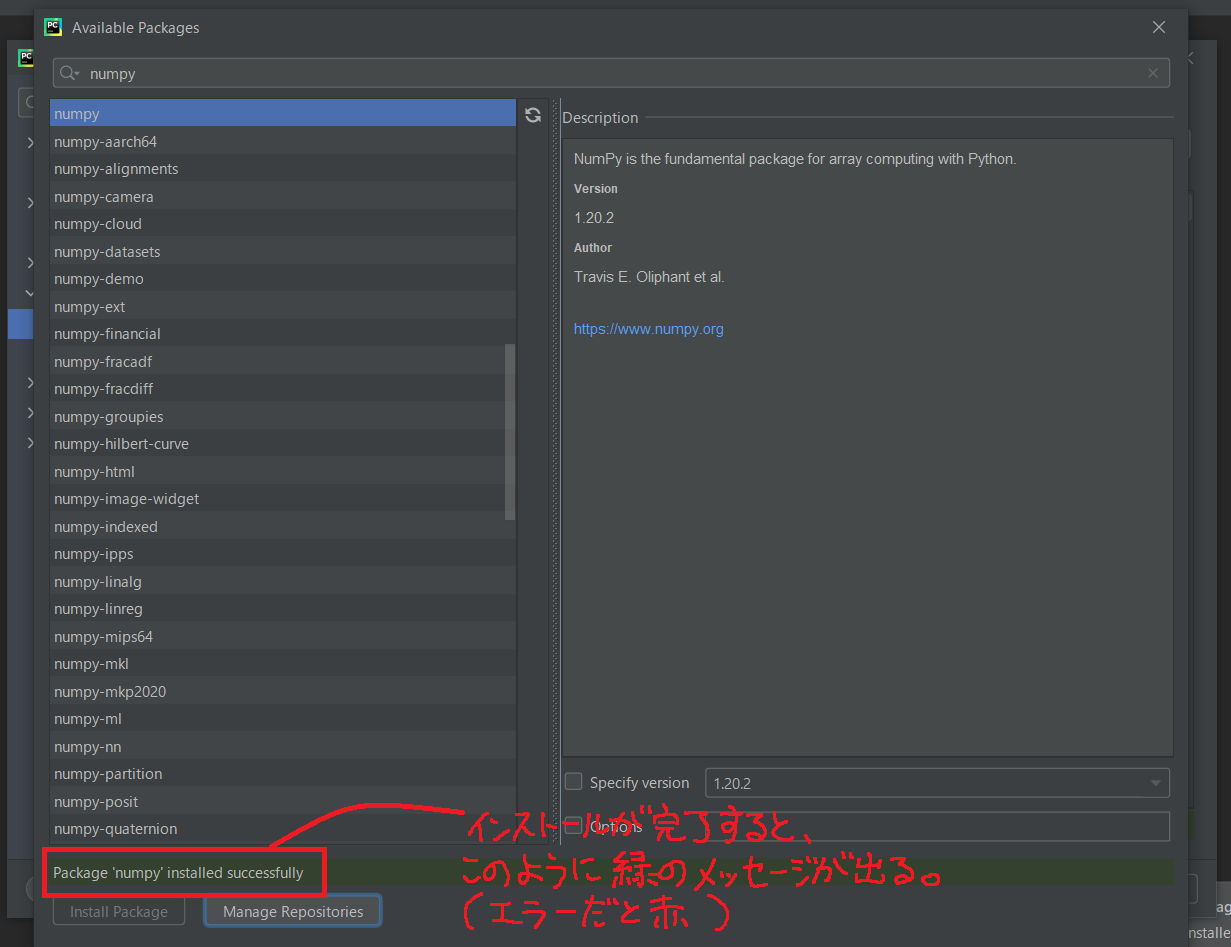 Available Packages
numpy
numpy
numpy-aarch64
numpy-alignments
numpy-camera
numpy-cloud
numpy-datasets
numpy-demo
numpy-ext
numpy-financial
numpy-fracadf
numpy-fracdiff
numpy-groupies
numpy-hilbert-curve
numpy-html
numpy-image-widget
numpy-indexed
numpy-ipps
numpy-linalg
numpy-linreg
numpy-mips64
numpy-mkl
numpy-mkp2020
numpy-ml
numpy-nn
numpy-partition
numpy-posit
numpy-quaternion
Description
NumPy is the fundamental package for array computing with Python.
Version
1.20.2
Author
Travis E. Oliphant et al.
https://www.numpy.org
Specify version 1.20.2
Options
インストールが完了すると、
このように緑のメッセージが出る。
(エラーだと赤、)
Package 'numpy' installed successfully
Install Package Manage Repositories